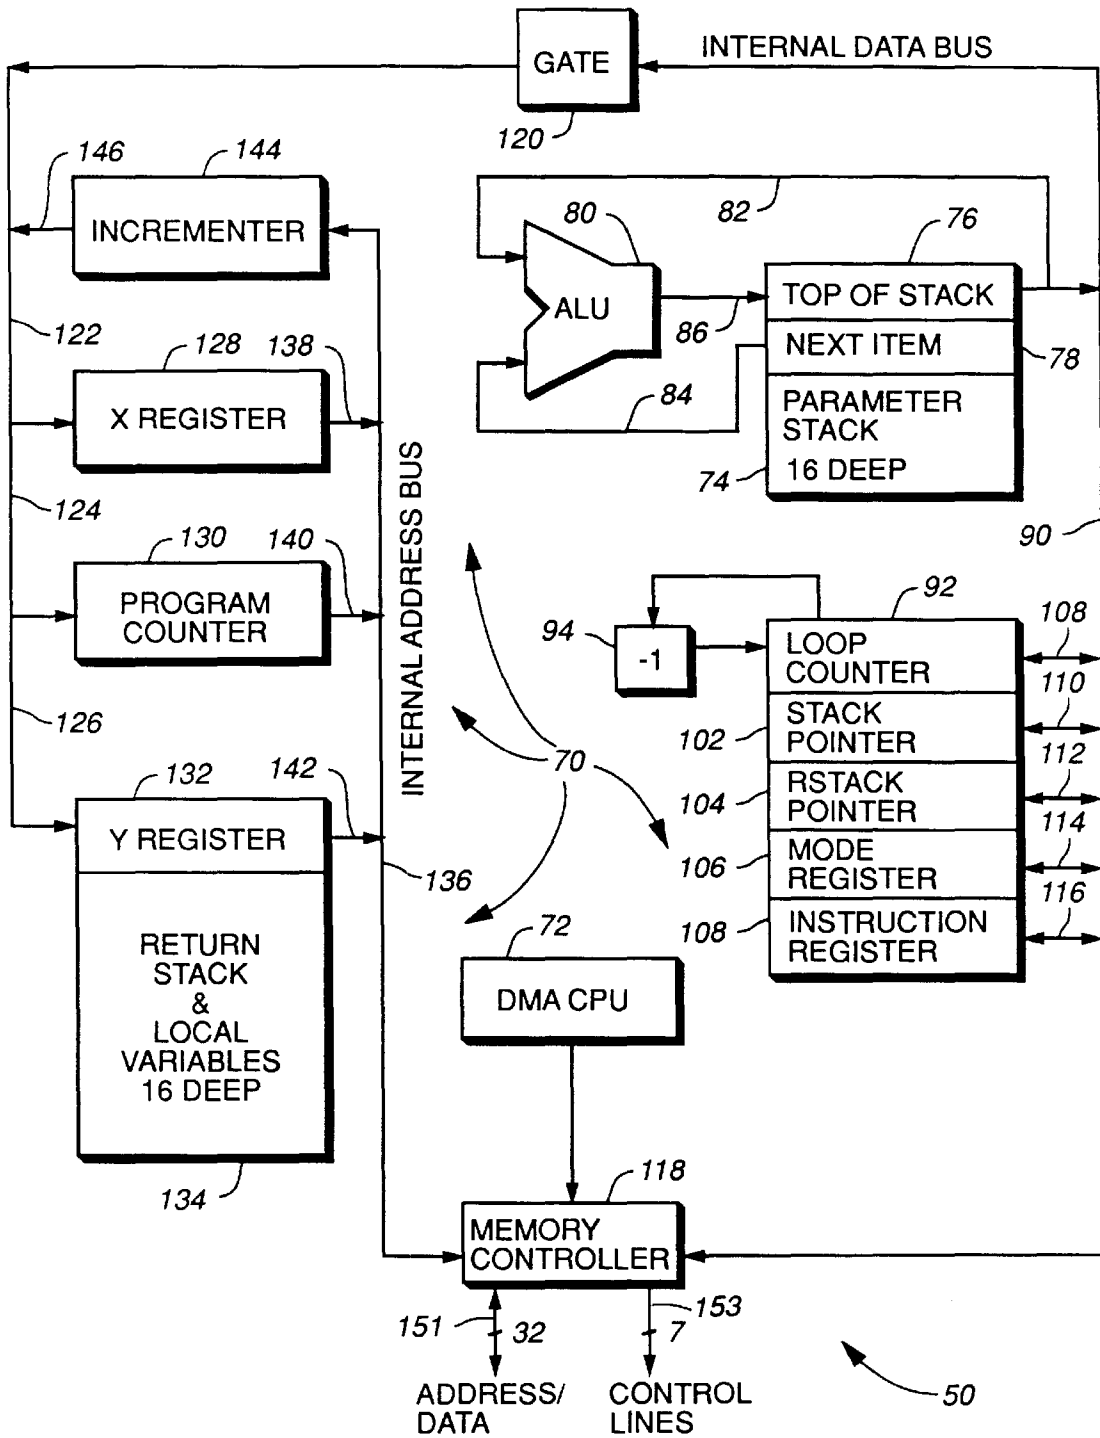 GATE
INTERNAL DATA BUS
120
146
144
INCREMENTER
82
80
76
ALU
TOP OF STACK
86
NEXT ITEM
78
84
PARAMETER
STACK
16 DEEP
74
90
122
128
138
X REGISTER
124
130
140
PROGRAM
COUNTER
INTERNAL ADDRESS BUS
126
132
142
Y REGISTER
136
RETURN
STACK
&
LOCAL
VARIABLES
16 DEEP
134
70
94
-1
92
LOOP
COUNTER
108
110
102
STACK
POINTER
112
104
RSTACK
POINTER
114
106
MODE
REGISTER
116
108
INSTRUCTION
REGISTER
72
DMA CPU
118
MEMORY
CONTROLLER
151
32
153
7
ADDRESS/
DATA
CONTROL
LINES
50